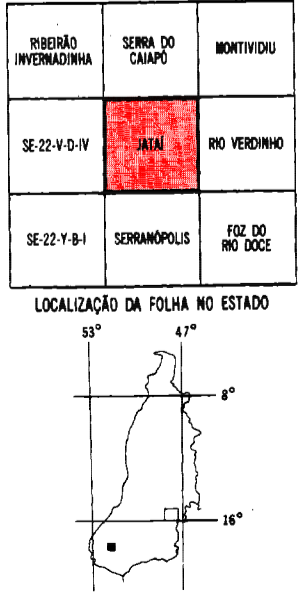 RIBEIRÃO
INVERNADINHA
SERRA DO
CAIAPÓ
MONTIVIDIU
SE-22-V-D-IV
JATAÍ
RIO VERDINHO
SE-22-Y-B-I
SERRANÓPOLIS
FOZ DO
RIO DOCE
LOCALIZAÇÃO DA FOLHA NO ESTADO
53° 47°
8°
16°